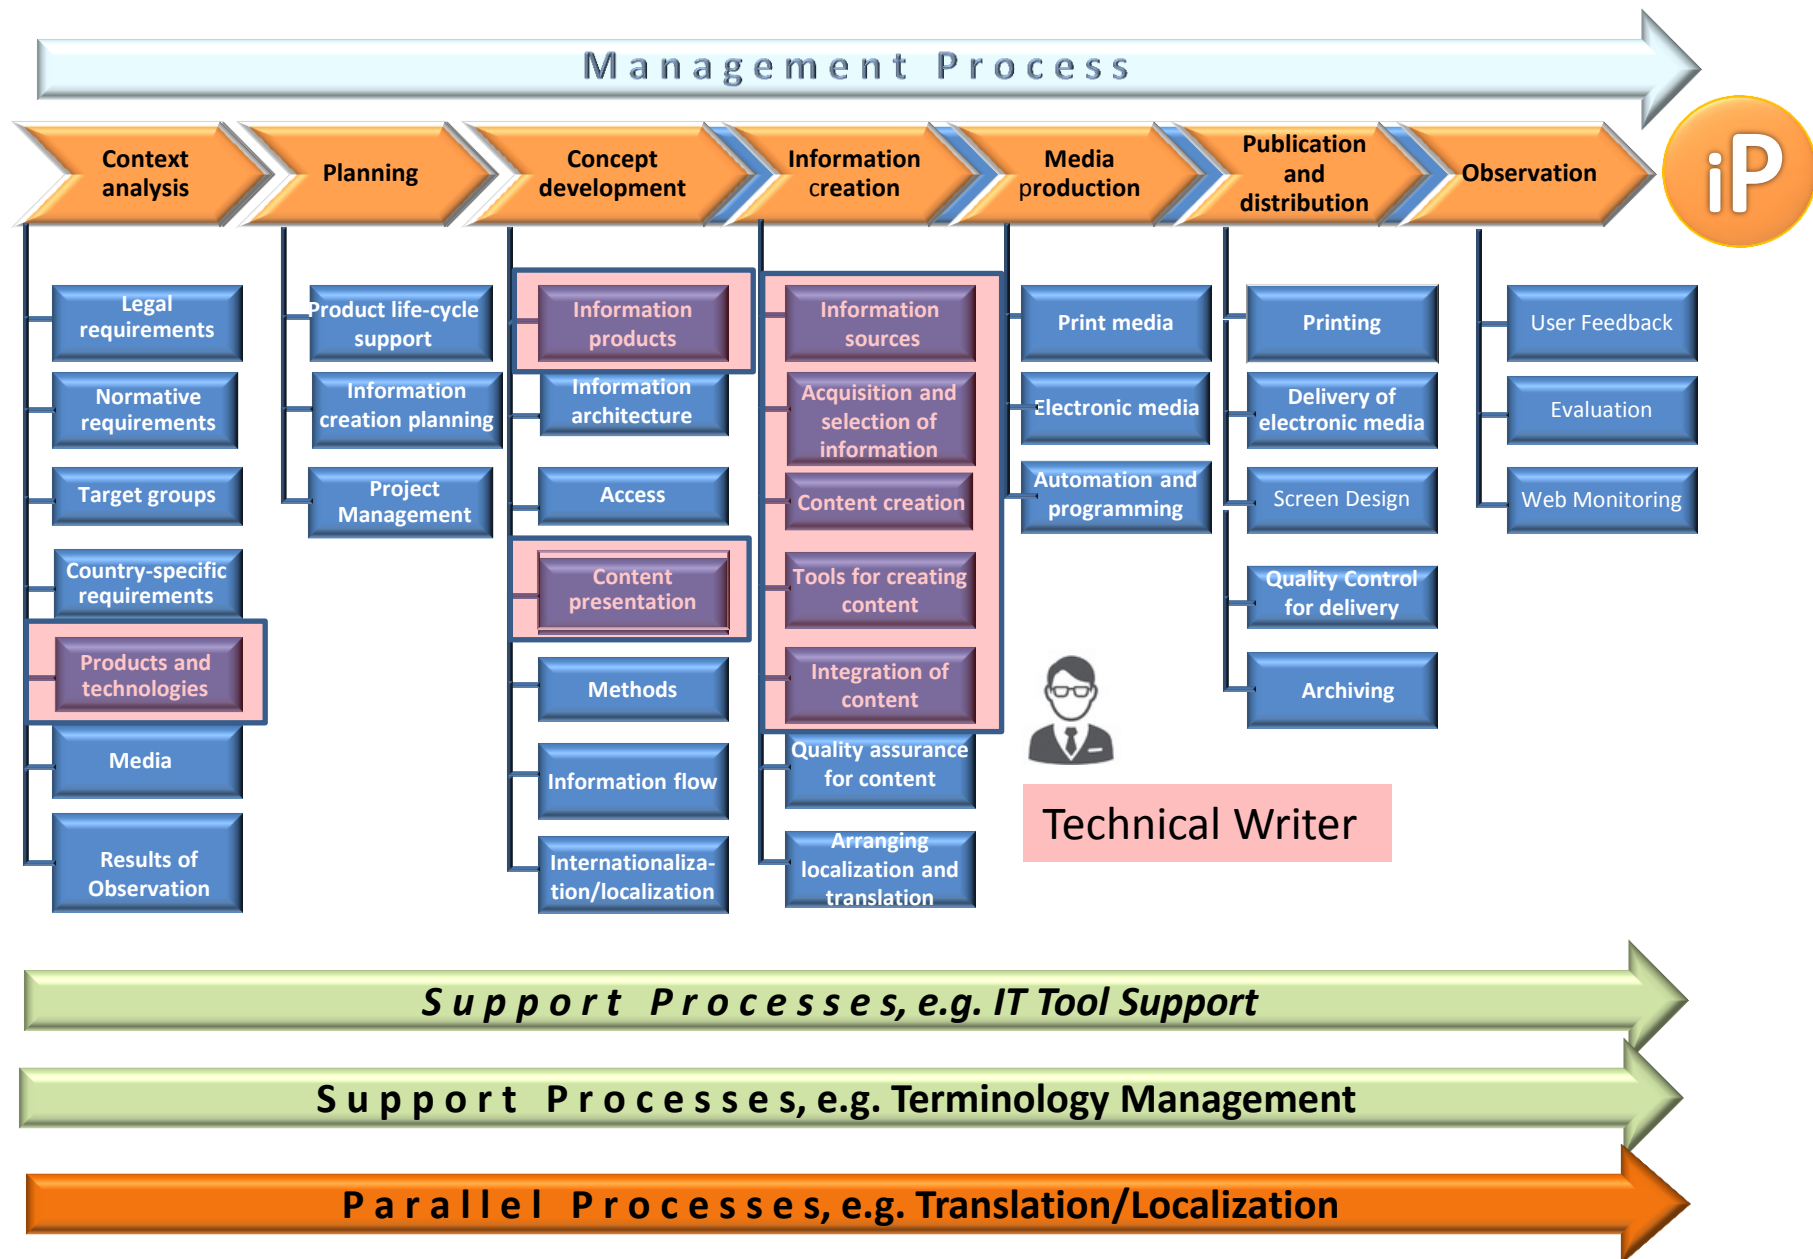 Management Process
Context
analysis
Planning
Concept
development
Information
creation
Media
production
Publication
and
distribution
Observation
iP
Legal
requirements
Normative
requirements
Target groups
Country-specific
requirements
Products and
technologies
Media
Results of
Observation
Product life-cycle
support
Information
creation planning
Project
Management
Information
products
Information
architecture
Access
Content
presentation
Methods
Information flow
Internationaliza-
tion/localization
Information
sources
Acquisition and
selection of
information
Content creation
Tools for creating
content
Integration of
content
Quality assurance
for content
Arranging
localization and
translation
Print media
Electronic media
Automation and
programming
Printing
Delivery of
electronic media
Screen Design
Quality Control
for delivery
Archiving
User Feedback
Evaluation
Web Monitoring
Technical Writer
Support Processes, e.g. IT Tool Support
Support Processes, e.g. Terminology Management
Parallel Processes, e.g. Translation/Localization